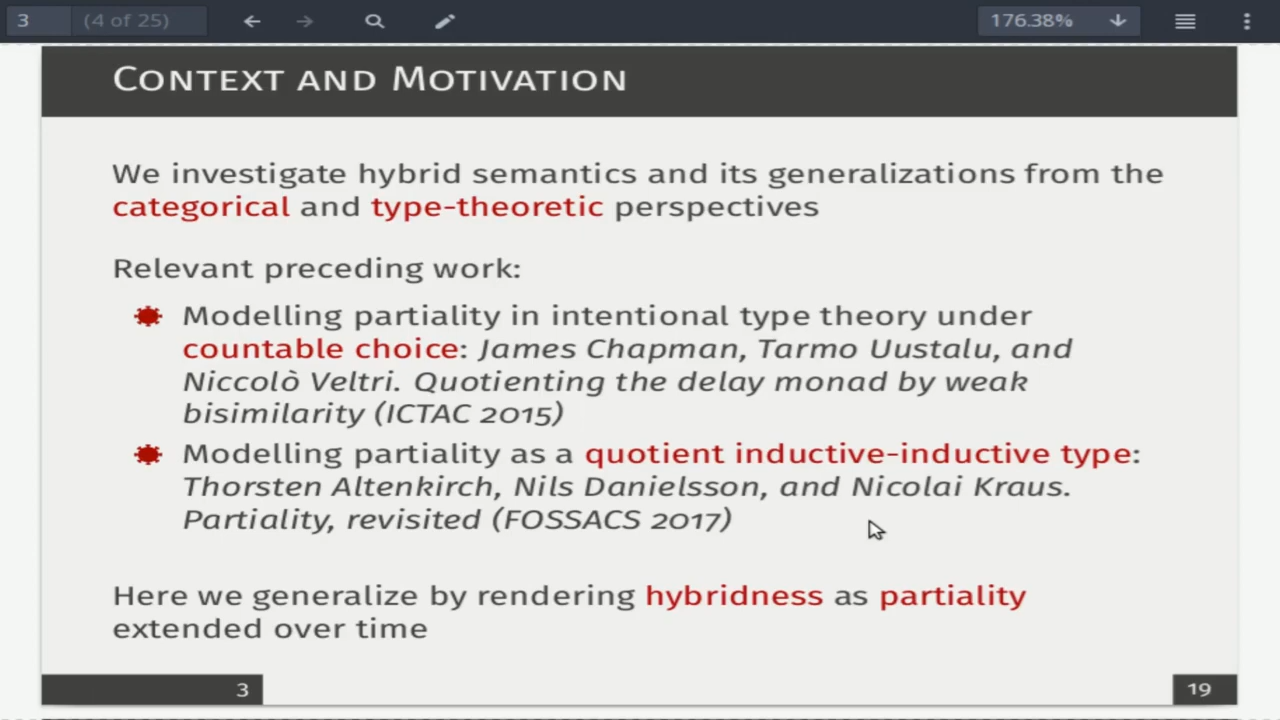 3 (4 of 25) 176.38%
Context and Motivation
We investigate hybrid semantics and its generalizations from the
categorical and type-theoretic perspectives
Relevant preceding work:
Modelling partiality in intentional type theory under
countable choice: James Chapman, Tarmo Uustalu, and
Niccolò Veltri. Quotienting the delay monad by weak
bisimilarity (ICTAC 2015)
Modelling partiality as a quotient inductive-inductive type:
Thorsten Altenkirch, Nils Danielsson, and Nicolai Kraus.
Partiality, revisited (FOSSACS 2017)
Here we generalize by rendering hybridness as partiality
extended over time
3 19